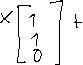 x [ 1 ] +
1
0